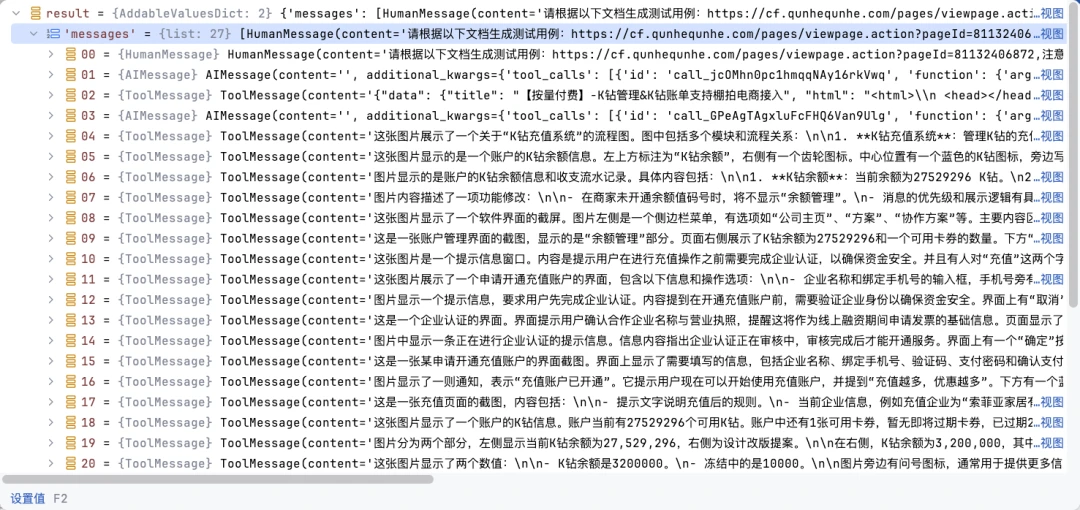 result = {AddableValuesDict: 2} {'messages': [HumanMessage(content='请根据以下文档生成测试用例：https://cf.qunhequnhe.com/pages/viewpage.acti…视图
'messages' = {list: 27} [HumanMessage(content='请根据以下文档生成测试用例：https://cf.qunhequnhe.com/pages/viewpage.action?pageId=81132406…视图
00 = {HumanMessage} HumanMessage(content='请根据以下文档生成测试用例：https://cf.qunhequnhe.com/pages/viewpage.action?pageId=81132406872,注意
01 = {AIMessage} AIMessage(content='', additional_kwargs={'tool_calls': [{'id': 'call_jcOMhn0pc1hmqqNAy16rkVwq', 'function': {'arg…视图
02 = {ToolMessage} ToolMessage(content='{"data": {"title": "【按量付费】-K钻管理&K钻账单支持棚拍电商接入", "html": "<html>\\n <head></head…视图
03 = {AIMessage} AIMessage(content='', additional_kwargs={'tool_calls': [{'id': 'call_GPeAgTAgxluFcFHQ6Van9Ulg', 'function': {'arg…视图
04 = {ToolMessage} ToolMessage(content='这张图片展示了一个关于“K钻充值系统”的流程图。图中包括多个模块和流程关系：\n\n1. **K钻充值系统**：管理K钻的充值…视图
05 = {ToolMessage} ToolMessage(content='这张图片显示的是一个账户的K钻余额信息。左上方标注为“K钻余额”，右侧有一个齿轮图标。中心位置有一个蓝色的K钻图标，旁边写…视图
06 = {ToolMessage} ToolMessage(content='图片显示的是账户的K钻余额信息和收支流水记录。具体内容包括：\n\n1. **K钻余额**：当前余额为27529296 K钻。\n2…视图
07 = {ToolMessage} ToolMessage(content='图片内容描述了一项功能修改：\n\n- 在商家未开通余额值码号时，将不显示“余额管理”。\n- 消息的优先级和展示逻辑有具…视图
08 = {ToolMessage} ToolMessage(content='这张图片展示了一个软件界面的截屏。图片左侧是一个侧边栏菜单，有选项如“公司主页”、“方案”、“协作方案”等。主要内容区…视图
09 = {ToolMessage} ToolMessage(content='这是一张账户管理界面的截图，显示的是“余额管理”部分。页面右侧展示了K钻余额为27529296和一个可用卡券的数量。下方“…视图
10 = {ToolMessage} ToolMessage(content='图片是一个提示信息窗口。内容是提示用户在进行充值操作之前需要完成企业认证，以确保资金安全。并且有人对“充值”这两个字
11 = {ToolMessage} ToolMessage(content='图片展示了一个申请开通充值账户的界面，包含以下信息和操作选项：\n\n- 企业名称和绑定手机号的输入框，手机号旁有…视图
12 = {ToolMessage} ToolMessage(content='图片显示一个提示信息，要求用户先完成企业认证。内容提到在开通充值账户前，需要验证企业身份以确保资金安全。界面上有“取消”
13 = {ToolMessage} ToolMessage(content='这是一个企业认证的界面。界面提示用户确认合作企业名称与营业执照，提醒这将作为线上融资期间申请发票的基础信息。页面显示了
14 = {ToolMessage} ToolMessage(content='图片中显示一条正在进行企业认证的提示信息。信息内容指出企业认证正在审核中，审核完成后才能开通服务。界面上有一个“确定”按
15 = {ToolMessage} ToolMessage(content='这是一张某申请开通充值账户的界面截图。界面上显示了需要填写的信息，包括企业名称、绑定手机号、验证码、支付密码和确认支付
16 = {ToolMessage} ToolMessage(content='图片显示了一则通知，表示“充值账户已开通”。它提示用户现在可以开始使用充值账户，并提到“充值越多，优惠越多”。下方有一个蓝
17 = {ToolMessage} ToolMessage(content='这是一张充值页面的截图，内容包括：\n\n- 提示文字说明充值后的规则。\n- 当前企业信息，例如充值企业为“索菲亚家居有…视图
18 = {ToolMessage} ToolMessage(content='图片显示了一个账户的K钻信息。账户当前有27529296个可用K钻。账户中还有1张可用卡券，暂无即将过期卡券，已过期2…视图
19 = {ToolMessage} ToolMessage(content='图片分为两个部分，左侧显示当前K钻余额为27,529,296，右侧为设计改版提案。\n\n在右侧，K钻余额为3,200,000，其中…视图
20 = {ToolMessage} ToolMessage(content='这张图片显示了两个数值：\n\n- K钻余额是3200000。\n- 冻结中的是10000。\n\n图片旁边有问号图标，通常用于提供更多信…视图
设置值 F2